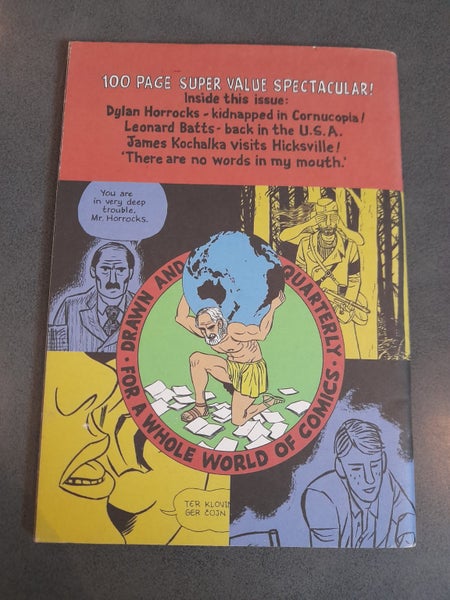 100 PAGE SUPER VALUE SPECTACULAR!
Inside this issue:
Dylan Horrocks - kidnapped in Cornucopia!
Leonard Batts - back in the U.S.A.
James Kochalka visits Hicksville!
'There are no words in my mouth.'
You are
in very deep
trouble.
Mr. Horrocks.
DRAWN AND QUARTERLY
FOR A WHOLE WORLD OF COMICS
TER KLOVIN
GER ČOJN